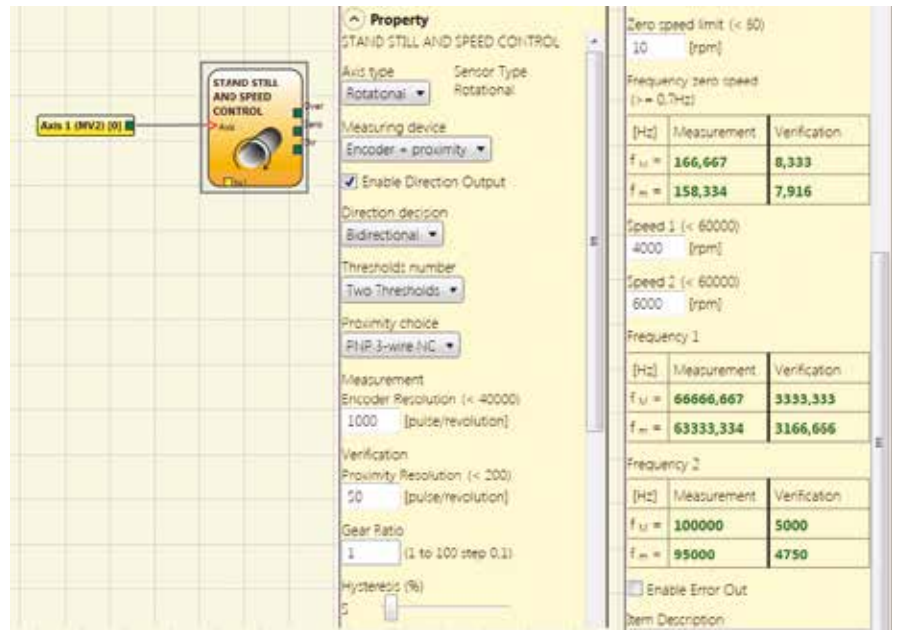 Axis 1 (MV2) [0]
STAND STILL
AND SPEED
CONTROL
Axis
Over
Zero
Dir
Property
STAND STILL AND SPEED CONTROL
Axis type
Sensor Type
Rotational
Rotational
Measuring device
Encoder + proximity
Enable Direction Output
Direction decision
Bidirectional
Thresholds number
Two Thresholds
Proximity choice
PNP 3-wire NC
Measurement
Encoder Resolution (< 40000)
1000 [pulse/revolution]
Verification
Proximity Resolution (< 200)
50 [pulse/revolution]
Gear Ratio
1 (1 to 100 step 0,1)
Hysteresis (%)
5
Zero speed limit (< 60)
10 [rpm]
Frequency zero speed
(>= 0.7Hz)
[Hz] Measurement Verification
f M = 166,667 8,333
f m = 158,334 7,916
Speed 1 (< 60000)
4000 [rpm]
Speed 2 (< 60000)
6000 [rpm]
Frequency 1
[Hz] Measurement Verification
f M = 66666,667 3333,333
f m = 63333,334 3166,666
Frequency 2
[Hz] Measurement Verification
f M = 100000 5000
f m = 95000 4750
Enable Error Out
Item Description